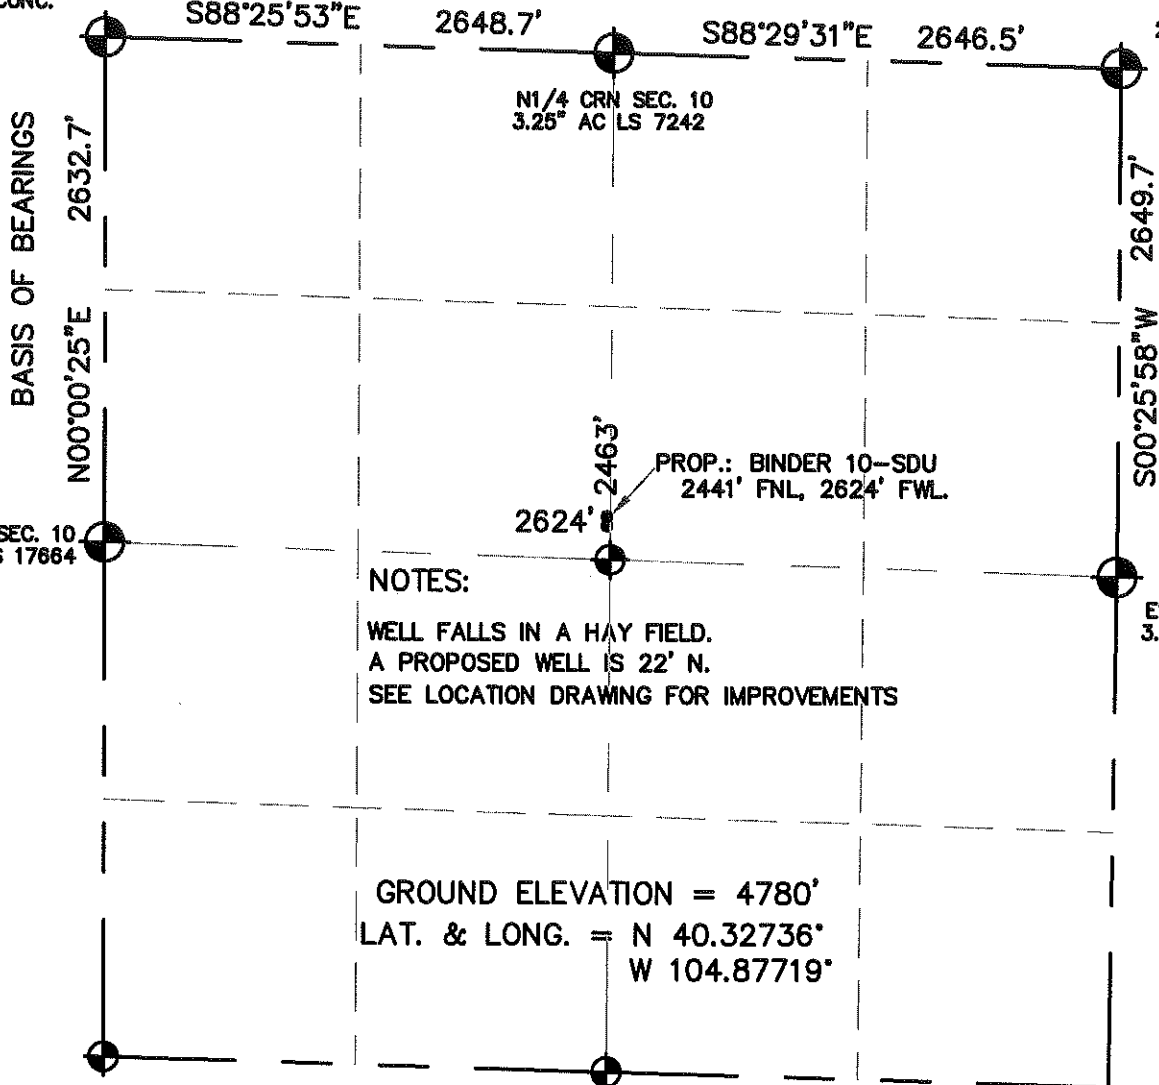 CONC.
S88°25'53"E 2648.7' S88°29'31"E 2646.5'
N1/4 CRN SEC. 10
3.25" AC LS 7242
BASIS OF BEARINGS
N00°00'25"E 2632.7'
S00°25'58"W 2649.7'
2463'
PROP.: BINDER 10-SDU
2441' FNL, 2624' FWL.
2624'
SEC. 10
17664
NOTES:
WELL FALLS IN A HAY FIELD.
A PROPOSED WELL IS 22' N.
SEE LOCATION DRAWING FOR IMPROVEMENTS
E
3.
GROUND ELEVATION = 4780'
LAT. & LONG. = N 40.32736°
W 104.87719°